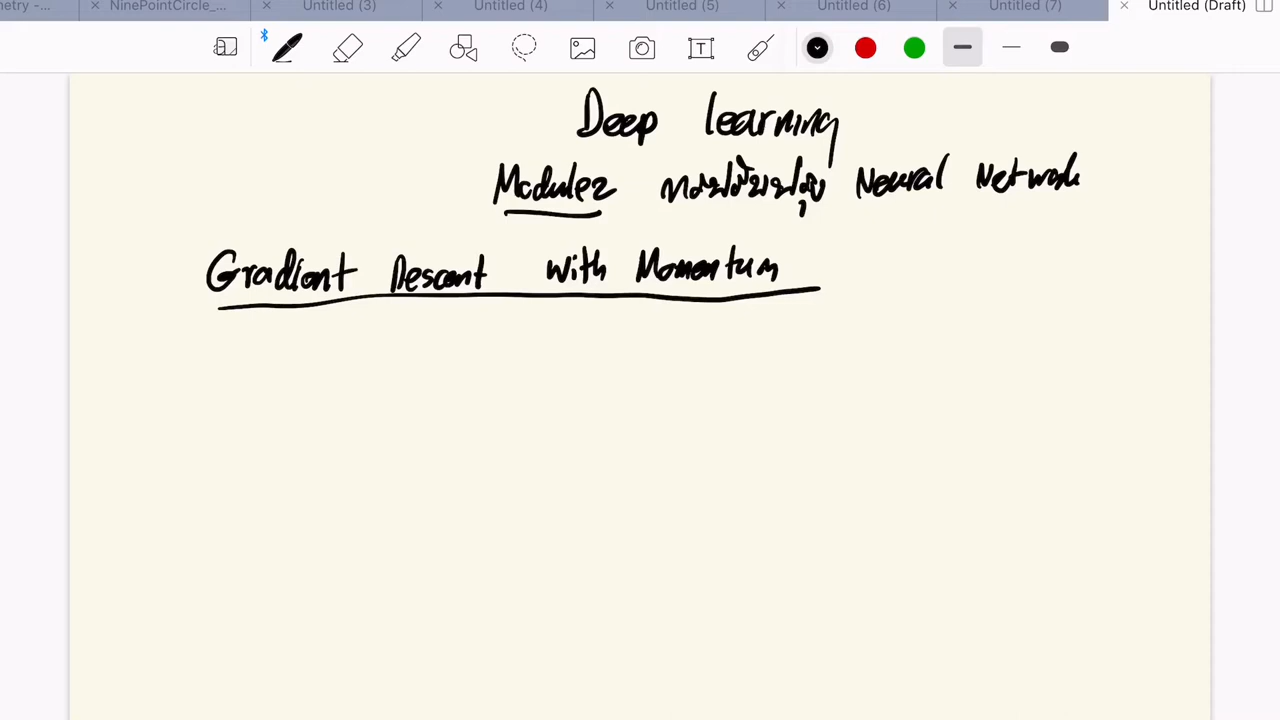 etry -... NinePointCircle_... Untitled (3) Untitled (4) Untitled (5) Untitled (6) Untitled (7) Untitled (Draft)
Deep learning
Module2 Neural Network
Gradient Descent With Momentum